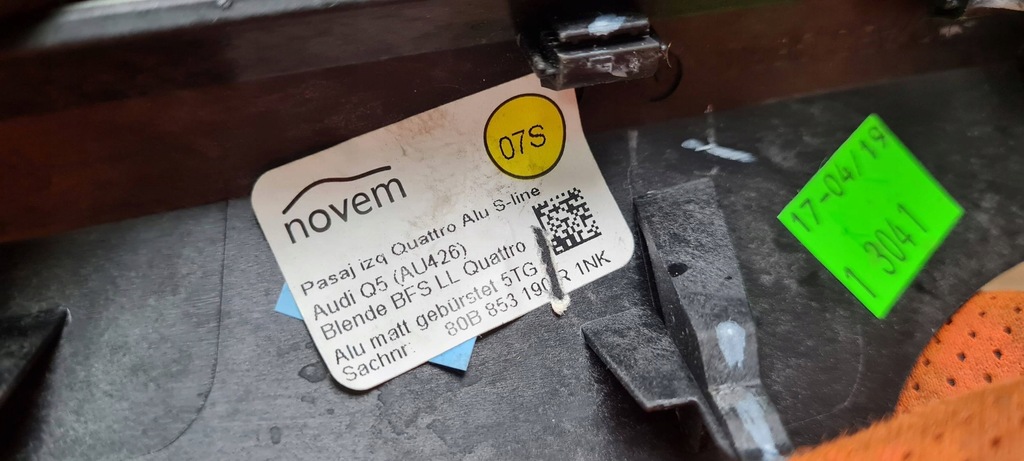 novem
07S
Pasaj izq Quattro Alu S-line
Audi Q5 (AU426)
Blende BFS LL Quattro
Alu matt gebürstet 5TG
Sachnr: 80B 853 190 R 1NK
17-04/19
1 3041